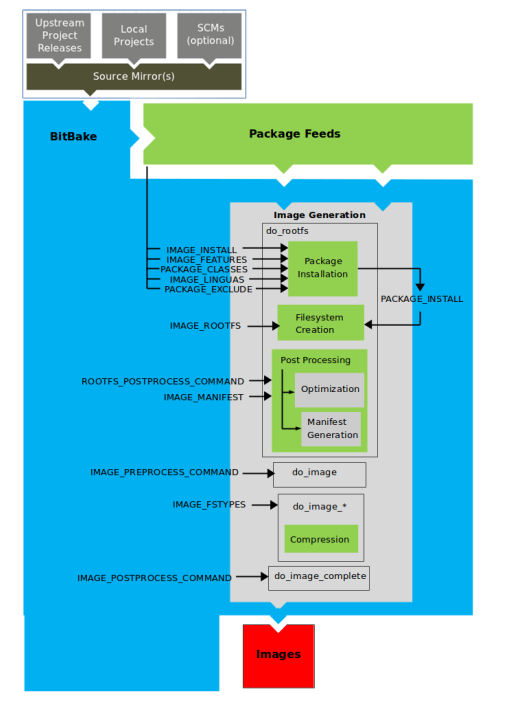 Upstream
Project
Releases
Local
Projects
SCMs
(optional)
Source Mirror(s)
BitBake
Package Feeds
Image Generation
do_rootfs
IMAGE_INSTALL
IMAGE_FEATURES
PACKAGE_CLASSES
IMAGE_LINGUAS
PACKAGE_EXCLUDE
Package
Installation
PACKAGE_INSTALL
IMAGE_ROOTFS
Filesystem
Creation
Post Processing
ROOTFS_POSTPROCESS_COMMAND
IMAGE_MANIFEST
Optimization
Manifest
Generation
IMAGE_PREPROCESS_COMMAND
do_image
IMAGE_FSTYPES
do_image_*
Compression
IMAGE_POSTPROCESS_COMMAND
do_image_complete
Images